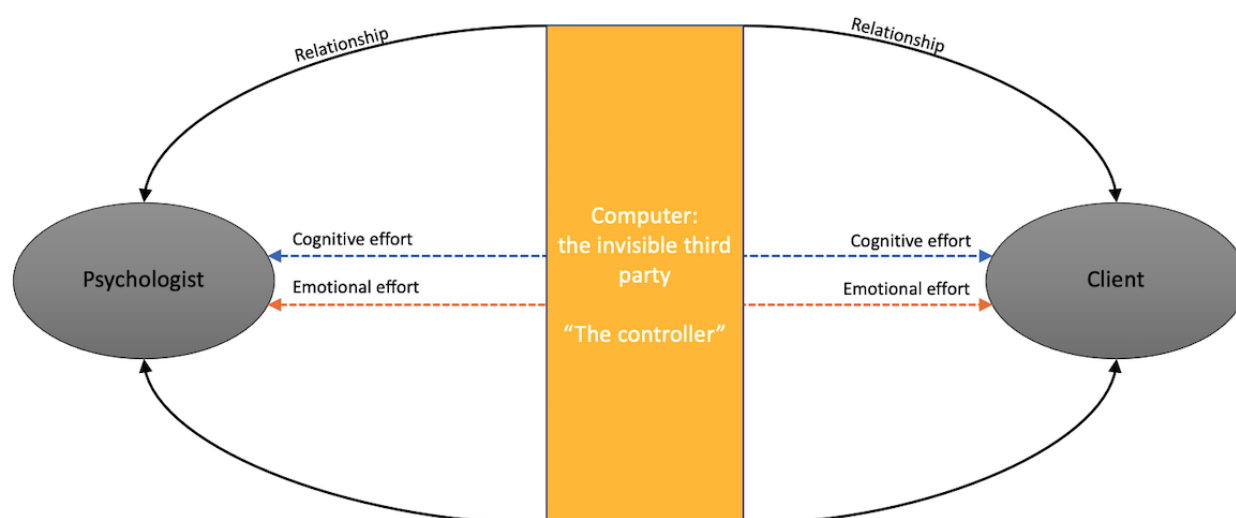 Relationship
Relationship
Computer:
the invisible third
party
“The controller”
Psychologist
Cognitive effort
Emotional effort
Cognitive effort
Emotional effort
Client